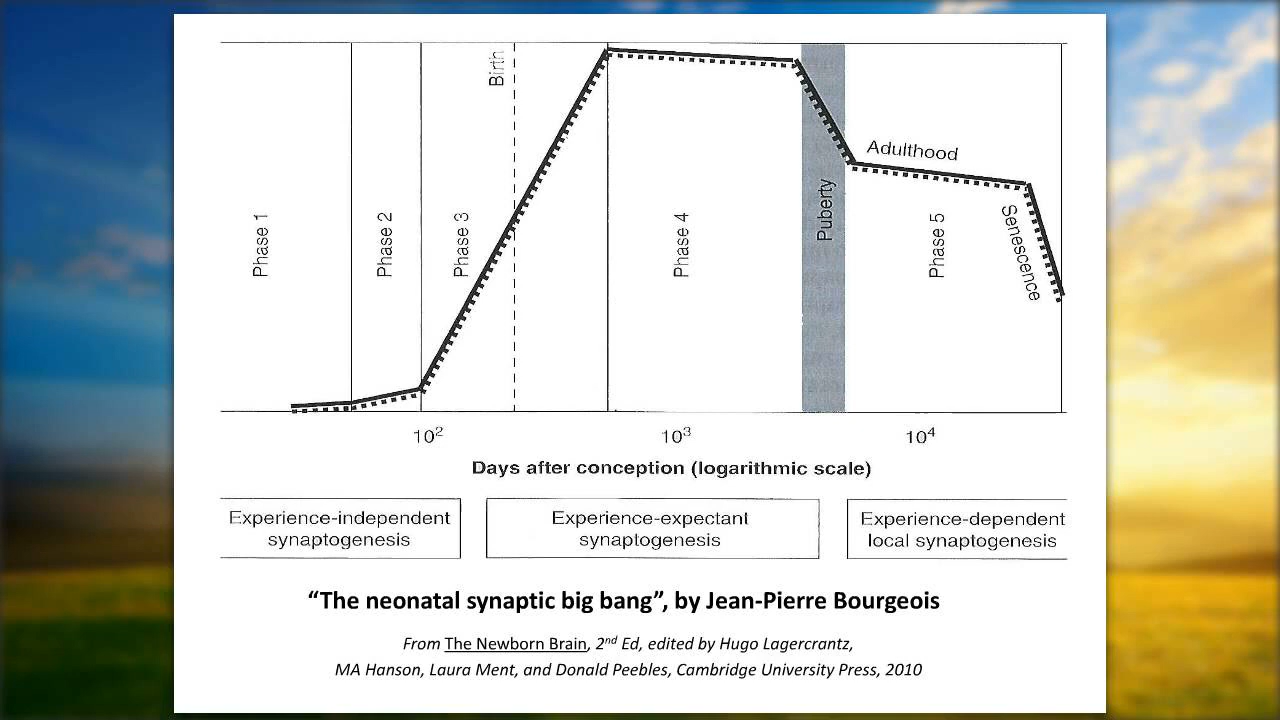 Birth
Adulthood
Phase 1
Phase 2
Phase 3
Phase 4
Puberty
Phase 5
Senescence
10²
10³
10⁴
Days after conception (logarithmic scale)
Experience-independent
synaptogenesis
Experience-expectant
synaptogenesis
Experience-dependent
local synaptogenesis
“The neonatal synaptic big bang”, by Jean-Pierre Bourgeois
From The Newborn Brain, 2nd Ed, edited by Hugo Lagercrantz,
MA Hanson, Laura Ment, and Donald Peebles, Cambridge University Press, 2010